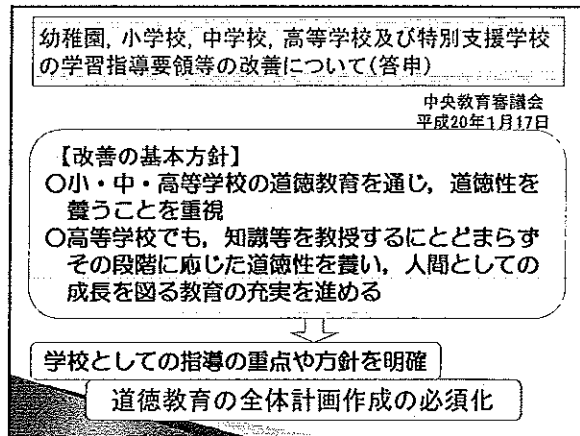 幼稚園，小学校，中学校，高等学校及び特別支援学校
の学習指導要領等の改善について(答申)
中央教育審議会
平成20年1月17日
【改善の基本方針】
○小・中・高等学校の道徳教育を通じ，道徳性を
養うことを重視
○高等学校でも，知識等を教授するにとどまらず
その段階に応じた道徳性を養い，人間としての
成長を図る教育の充実を進める
学校としての指導の重点や方針を明確
道徳教育の全体計画作成の必須化